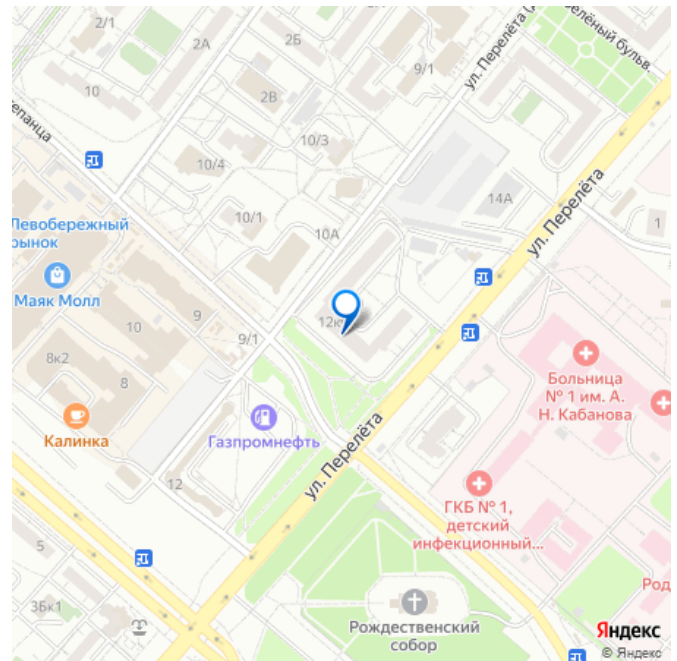 2/1
2А
2Б
9/1
ул. Перелёта (
зелёный бульв.
10
2В
10/3
10/4
10/1
10А
14А
1
ул. Перелёта
Левобережный
рынок
Маяк Молл
10
9
9/1
8к2
8
Калинка
Газпромнефть
12
ул. Перелёта
Больница
№ 1 им. А.
Н. Кабанова
ГКБ № 1,
детский
инфекционный...
5
3Бк1
Рождественский
собор
Яндекс
© Яндекс